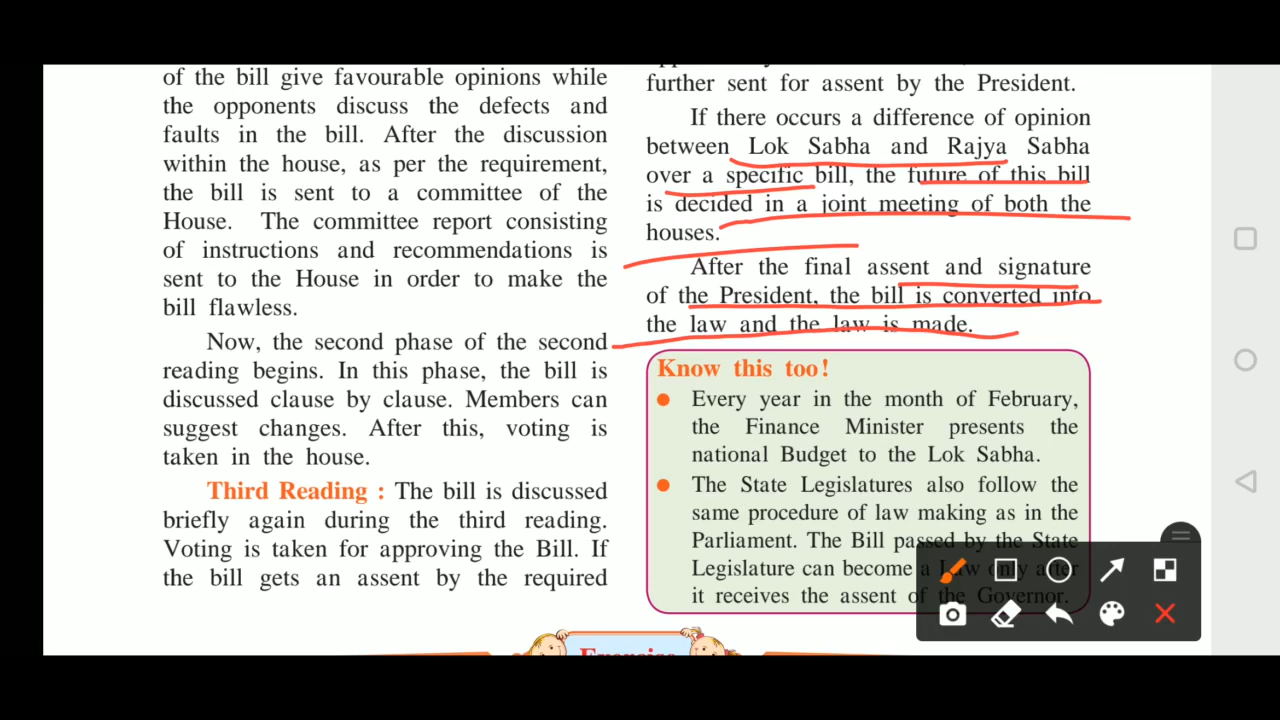 of the bill give favourable opinions while
the opponents discuss the defects and
faults in the bill. After the discussion
within the house, as per the requirement,
the bill is sent to a committee of the
House. The committee report consisting
of instructions and recommendations is
sent to the House in order to make the
bill flawless.
Now, the second phase of the second
reading begins. In this phase, the bill is
discussed clause by clause. Members can
suggest changes. After this, voting is
taken in the house.
Third Reading : The bill is discussed
briefly again during the third reading.
Voting is taken for approving the Bill. If
the bill gets an assent by the required
further sent for assent by the President.
If there occurs a difference of opinion
between Lok Sabha and Rajya Sabha
over a specific bill, the future of this bill
is decided in a joint meeting of both the
houses.
After the final assent and signature
of the President, the bill is converted into
the law and the law is made.
Know this too!
Every year in the month of February,
the Finance Minister presents the
national Budget to the Lok Sabha.
The State Legislatures also follow the
same procedure of law making as in the
Parliament. The Bill passed by the State
Legislature can become a Law only after
it receives the assent of the Governor.
Exercise